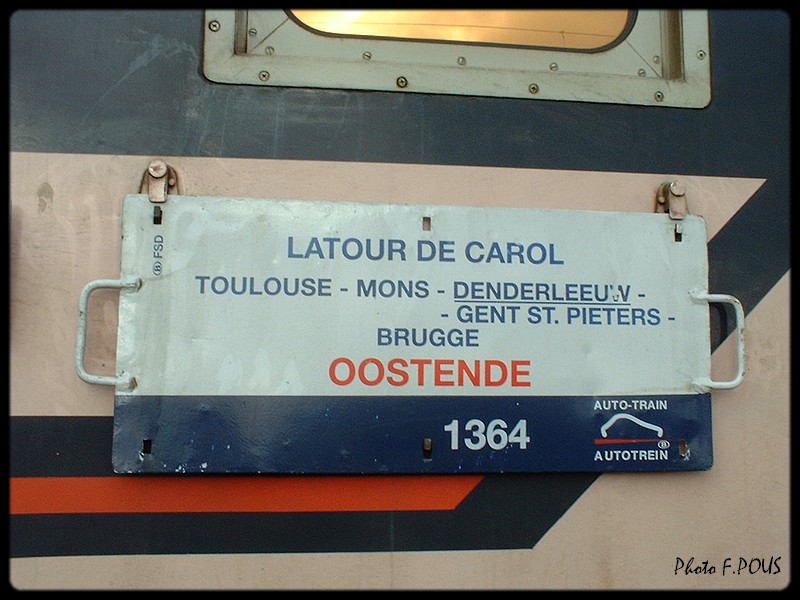 FSD
LATOUR DE CAROL
TOULOUSE - MONS - DENDERLEEUW -
- GENT ST. PIETERS -
BRUGGE
OOSTENDE
1364
AUTO-TRAIN
B
AUTOTREIN
Photo F.POUS